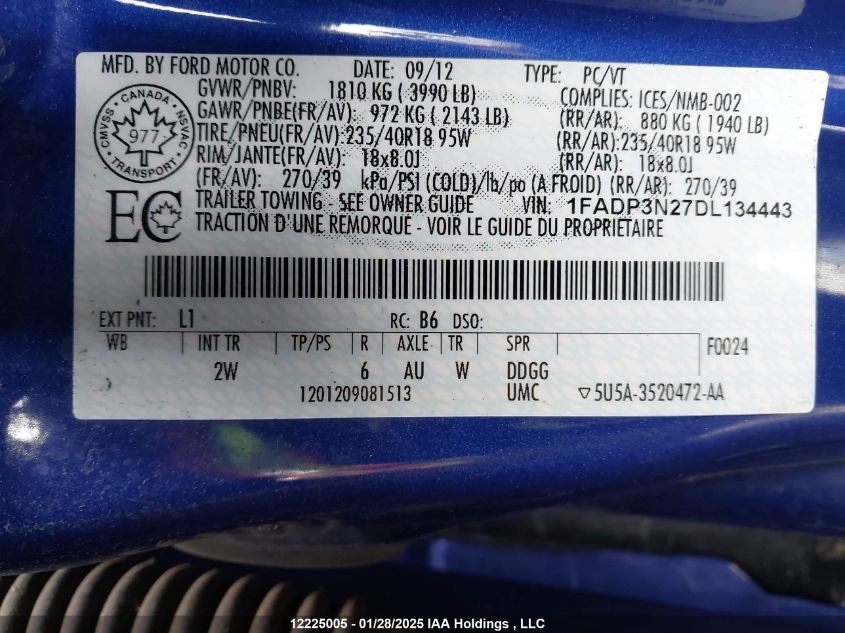 MFD. BY FORD MOTOR CO. DATE: 09/12 TYPE: PC/VT
GVWR/PNBV: 1810 KG ( 3990 LB) COMPLIES: ICES/NMB-002
GAWR/PNBE(FR/AV): 972 KG ( 2143 LB) (RR/AR): 880 KG ( 1940 LB)
TIRE/PNEU(FR/AV): 235/40R18 95W (RR/AR): 235/40R18 95W
RIM/JANTE(FR/AV): 18x8.0J (RR/AR): 18x8.0J
(FR/AV): 270/39 kPa/PSI (COLD)/lb/po (A FROID) (RR/AR): 270/39
TRAILER TOWING - SEE OWNER GUIDE VIN: 1FADP3N27DL134443
TRACTION D'UNE REMORQUE - VOIR LE GUIDE DU PROPRIÉTAIRE
CANADA
CMVSS 977 NSVAC
TRANSPORT
EC
EXT PNT: L1 RC: B6 DSO:
WB INT TR TP/PS R AXLE TR SPR F0024
2W 6 AU W DDGG
1201209081513 UMC ▽5U5A-3520472-AA
12225005 - 01/28/2025 IAA Holdings , LLC